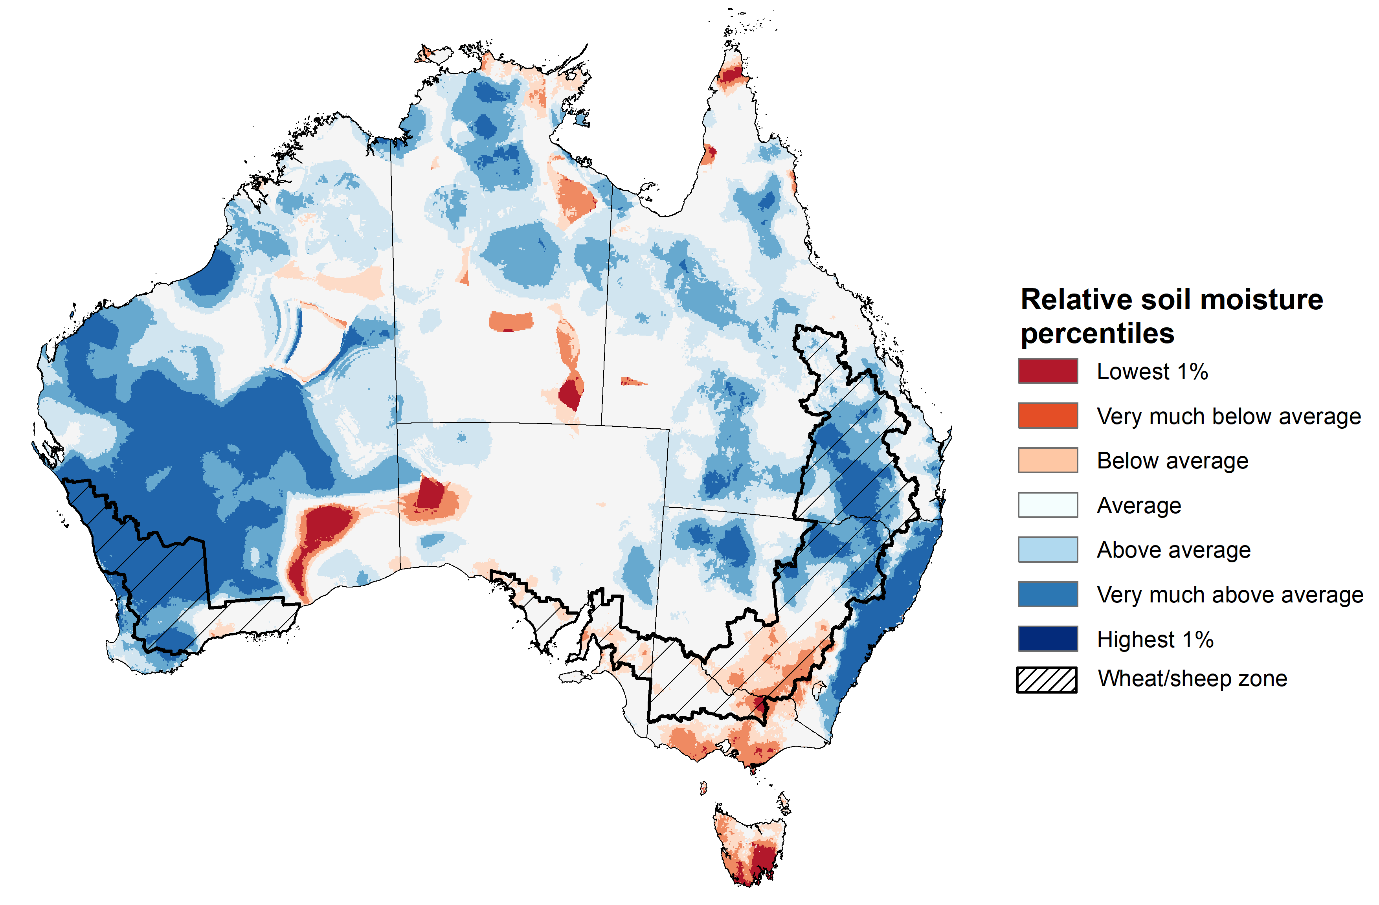 Relative soil moisture
percentiles
Lowest 1%
Very much below average
Below average
Average
Above average
Very much above average
Highest 1%
Wheat/sheep zone